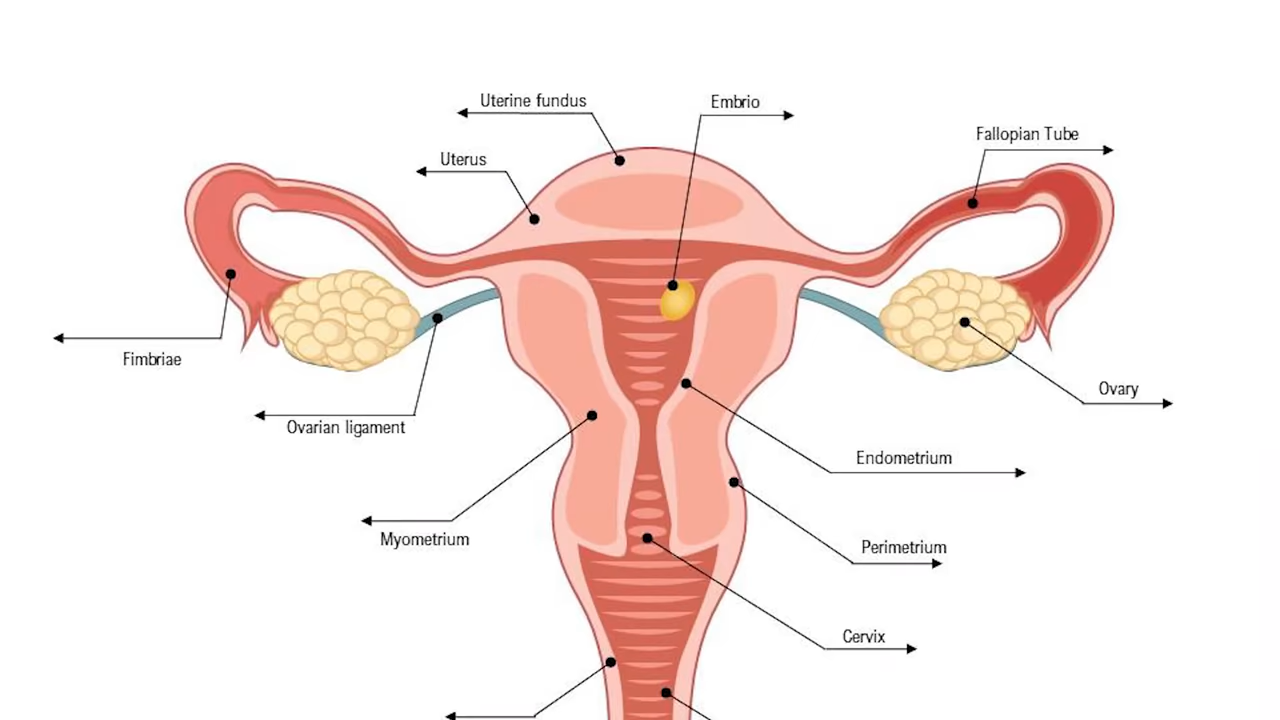 Uterine fundus
Embrio
Fallopian Tube
Uterus
Fimbriae
Ovary
Ovarian ligament
Endometrium
Myometrium
Perimetrium
Cervix